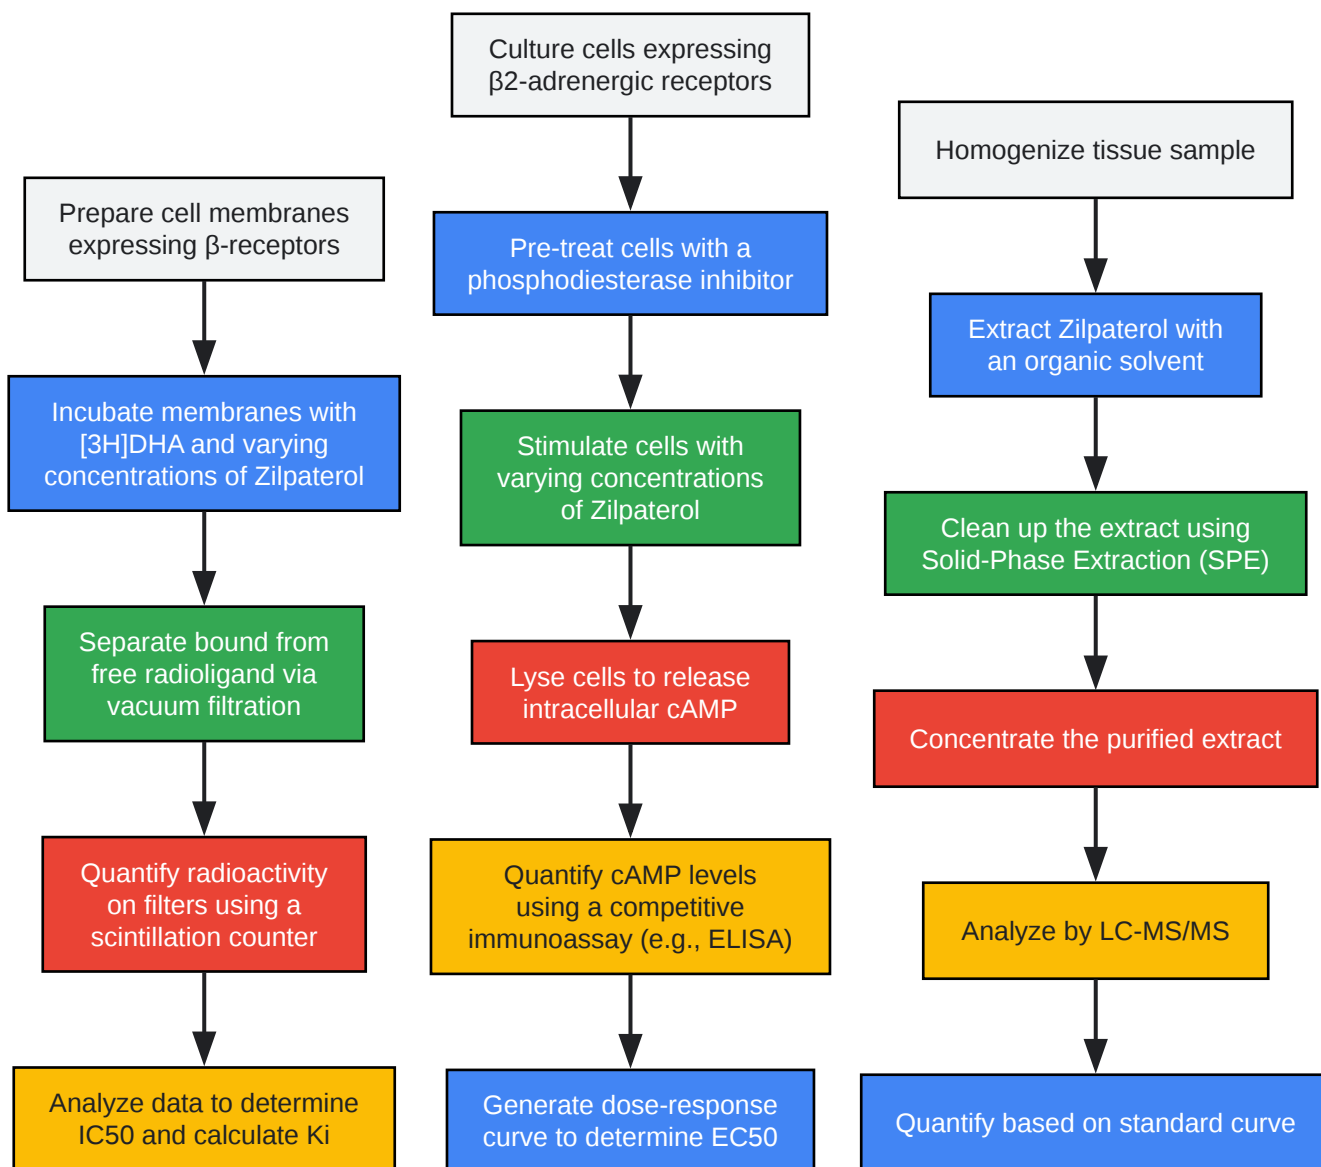 Prepare cell membranes
expressing β-receptors
Incubate membranes with
[3H]DHA and varying
concentrations of Zilpaterol
Separate bound from
free radioligand via
vacuum filtration
Quantify radioactivity
on filters using a
scintillation counter
Analyze data to determine
IC50 and calculate Ki
Culture cells expressing
β2-adrenergic receptors
Pre-treat cells with a
phosphodiesterase inhibitor
Stimulate cells with
varying concentrations
of Zilpaterol
Lyse cells to release
intracellular cAMP
Quantify cAMP levels
using a competitive
immunoassay (e.g., ELISA)
Generate dose-response
curve to determine EC50
Homogenize tissue sample
Extract Zilpaterol with
an organic solvent
Clean up the extract using
Solid-Phase Extraction (SPE)
Concentrate the purified extract
Analyze by LC-MS/MS
Quantify based on standard curve